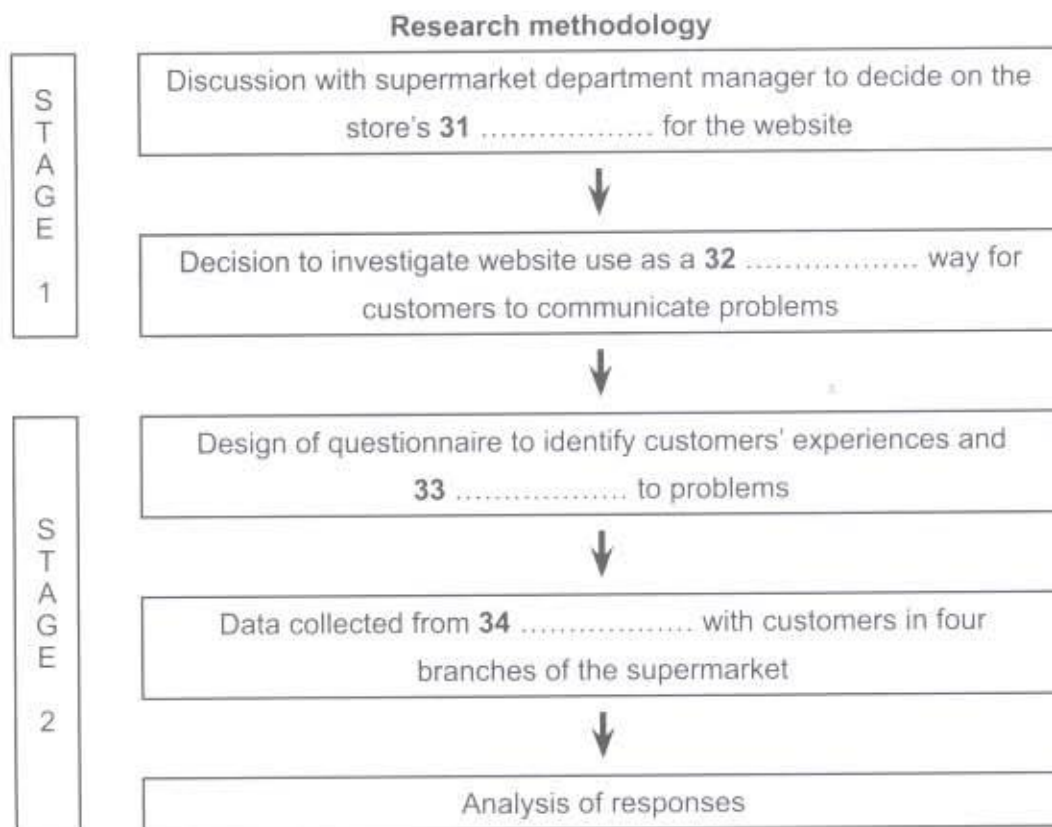 Research methodology
STAGE 1
Discussion with supermarket department manager to decide on the
store's 31 .................. for the website
Decision to investigate website use as a 32 .................. way for
customers to communicate problems
STAGE 2
Design of questionnaire to identify customers' experiences and
33 .................. to problems
Data collected from 34 .................. with customers in four
branches of the supermarket
Analysis of responses